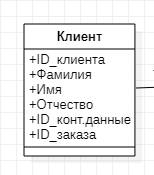 Клиент
+ID_клиента
+Фамилия
+Имя
+Отчество
+ID_конт.данные
+ID_заказа